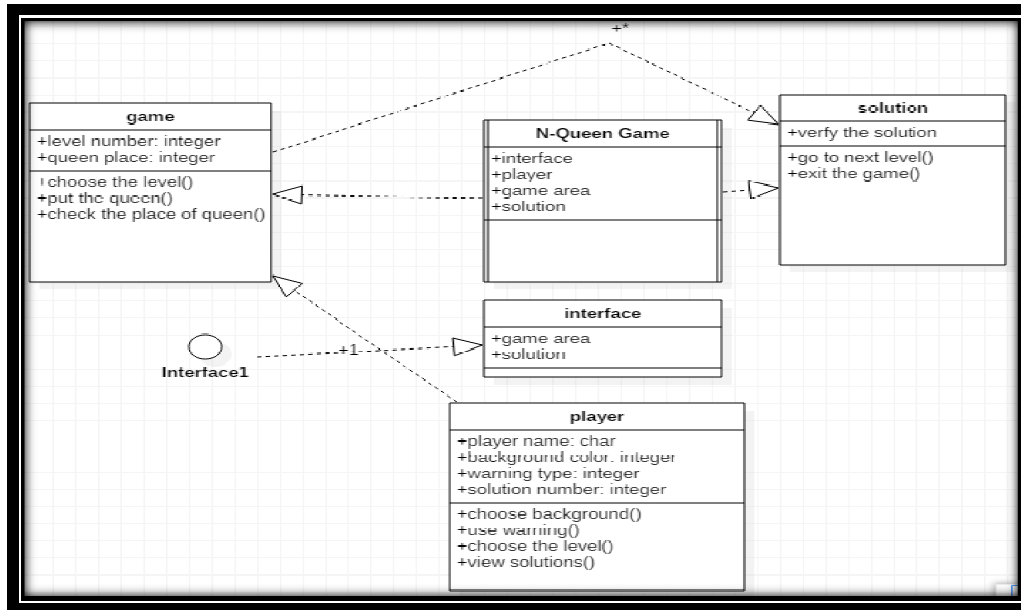 +*
game
+level number: integer
+queen place: integer
+choose the level()
+put the queen()
+check the place of queen()
N-Queen Game
+interface
+player
+game area
+solution
solution
+verfy the solution
+go to next level()
+exit the game()
Interface1
+1
interface
+game area
+solution
player
+player name: char
+background color: integer
+warning type: integer
+solution number: integer
+choose background()
+use warning()
+choose the level()
+view solutions()